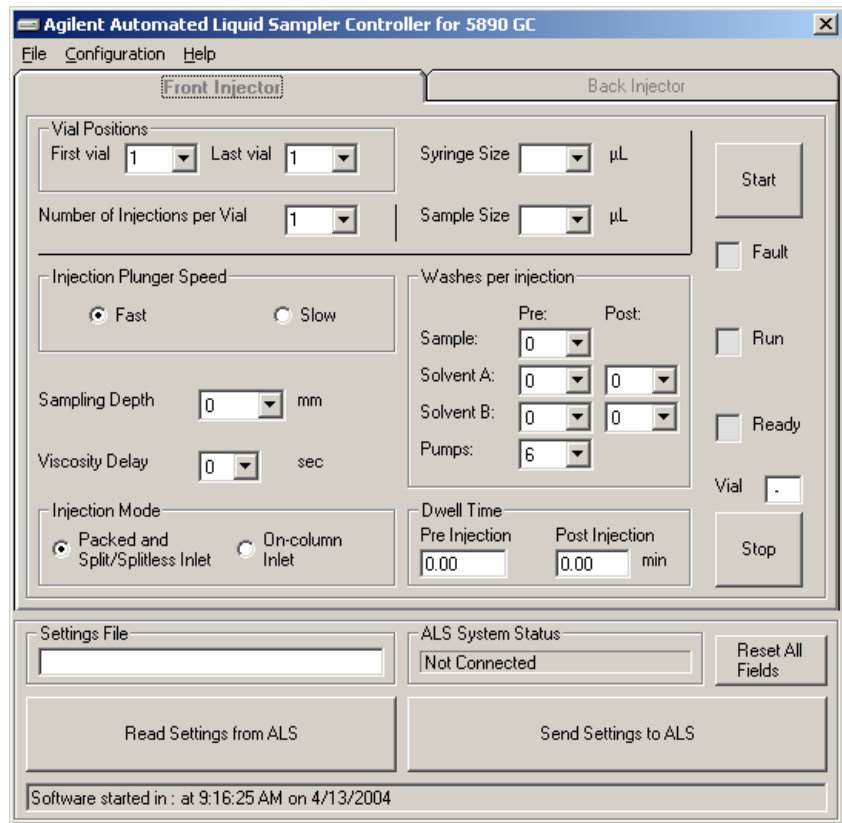 Agilent Automated Liquid Sampler Controller for 5890 GC
File Configuration Help
Front Injector Back Injector
Vial Positions
First vial 1 Last vial 1 Syringe Size µL
Start
Number of Injections per Vial 1 Sample Size µL
Fault
Injection Plunger Speed Washes per injection
Fast Slow Pre: Post:
Sample: 0 Run
Solvent A: 0 0
Sampling Depth 0 mm
Solvent B: 0 0 Ready
Pumps: 6
Viscosity Delay 0 sec
Vial -
Injection Mode Dwell Time
Packed and On-column Pre Injection Post Injection
Split/Splitless Inlet Inlet 0.00 0.00 min
Stop
Settings File ALS System Status
Not Connected
Reset All
Fields
Read Settings from ALS Send Settings to ALS
Software started in : at 9:16:25 AM on 4/13/2004